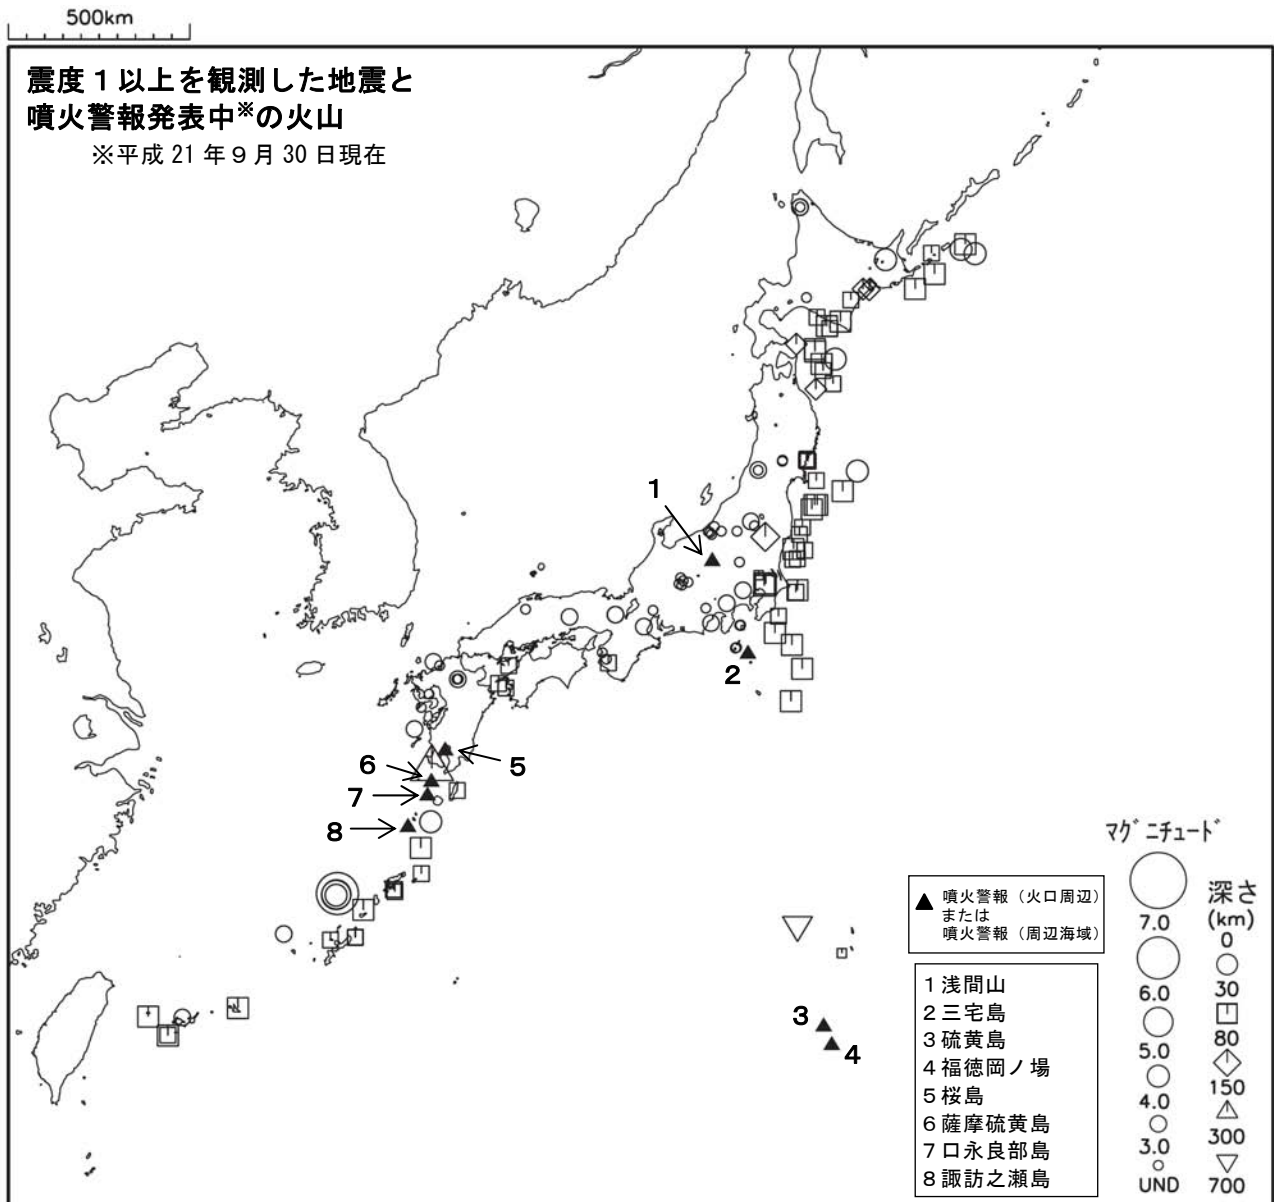 500km
震度1以上を観測した地震と
噴火警報発表中※の火山
※平成21年9月30日現在
1
2
6
5
7
8
3
4
▲ 噴火警報(火口周辺)
または
噴火警報(周辺海域)
1浅間山
2三宅島
3硫黄島
4福徳岡ノ場
5桜島
6薩摩硫黄島
7口永良部島
8諏訪之瀬島
マグニチュード
7.0
6.0
5.0
4.0
3.0
UND
深さ
(km)
0
30
80
150
300
700